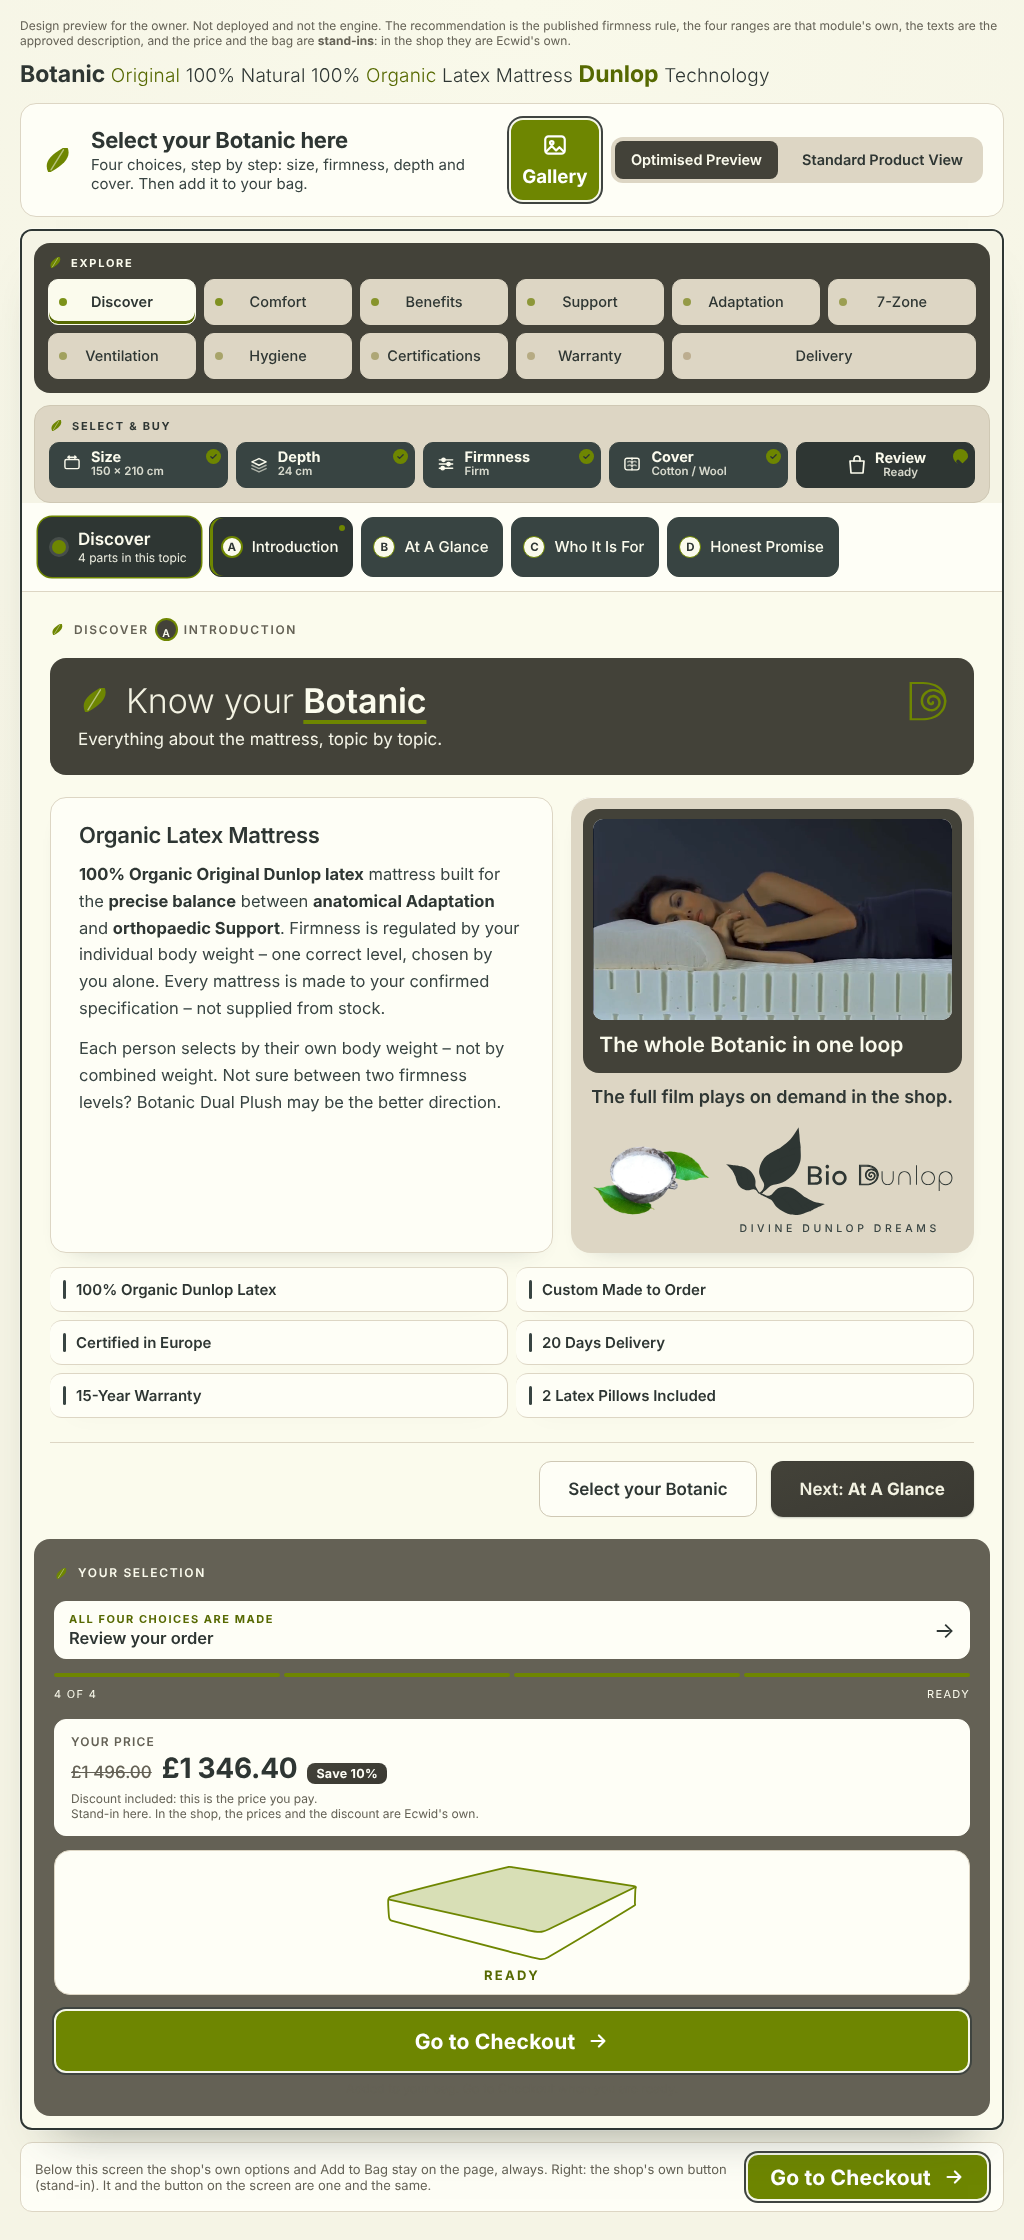 Design preview for the owner. Not deployed and not the engine. The recommendation is the published firmness rule, the four ranges are that module's own, the texts are the
approved description, and the price and the bag are stand-ins: in the shop they are Ecwid's own.
Botanic Original 100% Natural 100% Organic Latex Mattress Dunlop Technology
Select your Botanic here
Four choices, step by step: size, firmness, depth and
cover. Then add it to your bag.
Gallery
Optimised Preview
Standard Product View
EXPLORE
Discover
Comfort
Benefits
Support
Adaptation
7-Zone
Ventilation
Hygiene
Certifications
Warranty
Delivery
SELECT & BUY
Size
150 × 210 cm
Depth
24 cm
Firmness
Firm
Cover
Cotton / Wool
Review
Ready
Discover
4 parts in this topic
A Introduction
B At A Glance
C Who It Is For
D Honest Promise
DISCOVER A INTRODUCTION
Know your Botanic
Everything about the mattress, topic by topic.
Organic Latex Mattress
100% Organic Original Dunlop latex mattress built for
the precise balance between anatomical Adaptation
and orthopaedic Support. Firmness is regulated by your
individual body weight – one correct level, chosen by
you alone. Every mattress is made to your confirmed
specification – not supplied from stock.
Each person selects by their own body weight – not by
combined weight. Not sure between two firmness
levels? Botanic Dual Plush may be the better direction.
The whole Botanic in one loop
The full film plays on demand in the shop.
Bio Dunlop
DIVINE DUNLOP DREAMS
100% Organic Dunlop Latex
Custom Made to Order
Certified in Europe
20 Days Delivery
15-Year Warranty
2 Latex Pillows Included
Select your Botanic
Next: At A Glance
YOUR SELECTION
ALL FOUR CHOICES ARE MADE
Review your order
4 OF 4
READY
YOUR PRICE
£1 496.00 £1 346.40 Save 10%
Discount included: this is the price you pay.
Stand-in here. In the shop, the prices and the discount are Ecwid's own.
READY
Go to Checkout
Below this screen the shop's own options and Add to Bag stay on the page, always. Right: the shop's own button
(stand-in). It and the button on the screen are one and the same.
Go to Checkout